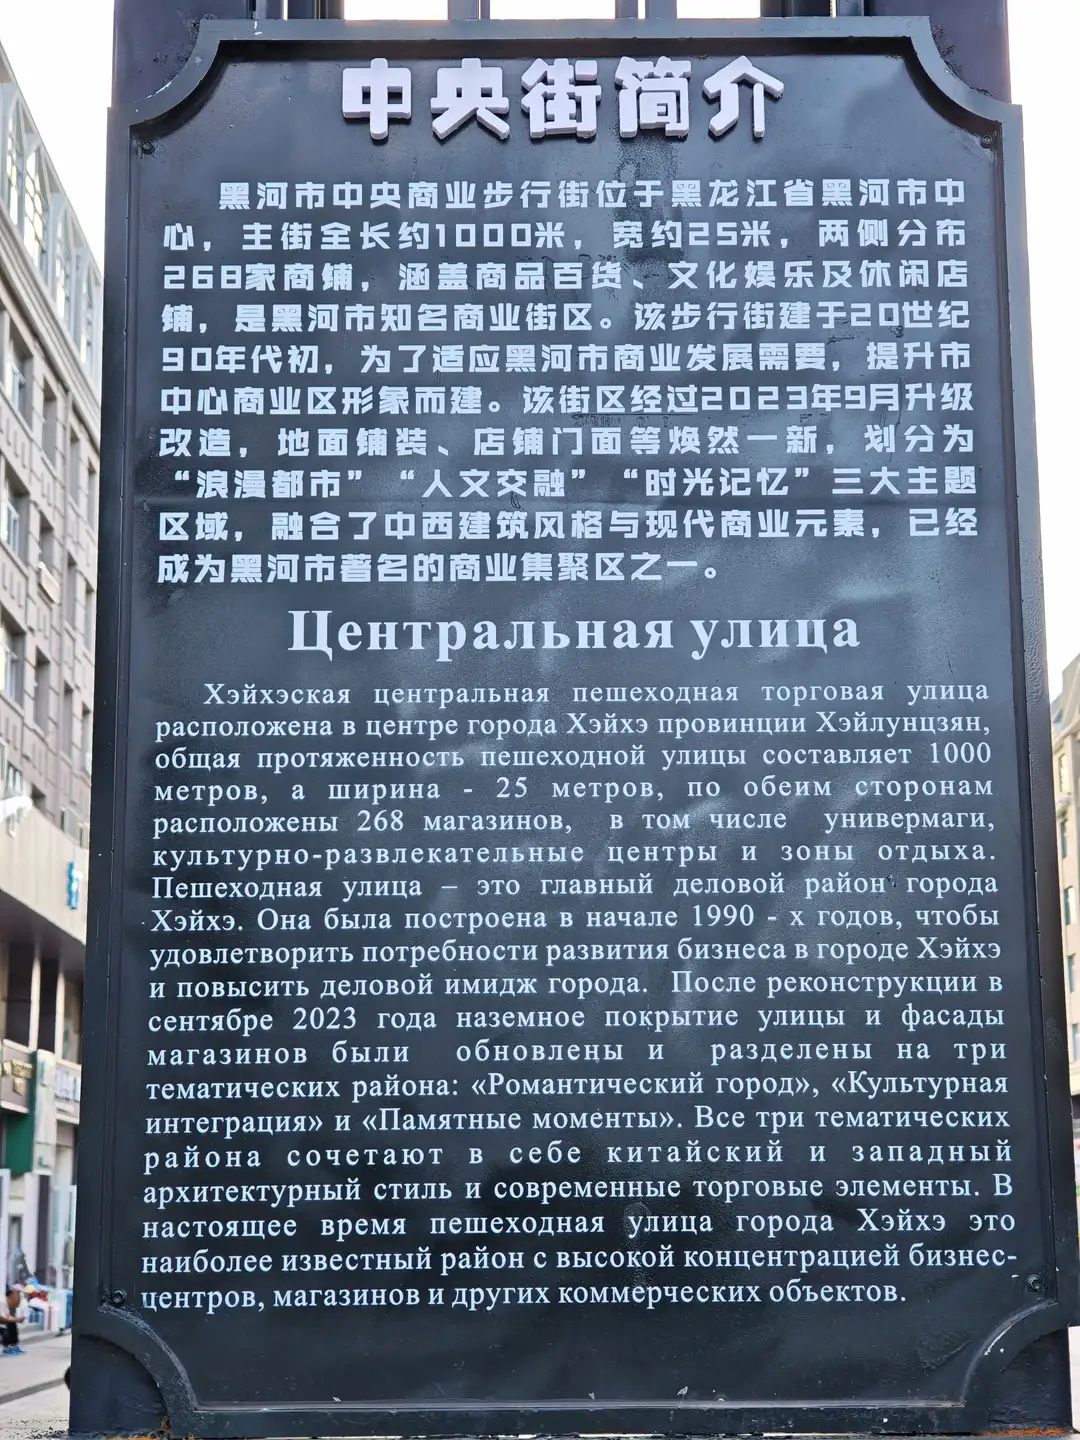 中央街简介
黑河市中央商业步行街位于黑龙江省黑河市中
心，主街全长约1000米，宽约25米，两侧分布
268家商铺，涵盖商品百货、文化娱乐及休闲店
铺，是黑河市知名商业街区。该步行街建于20世纪
90年代初，为了适应黑河市商业发展需要，提升市
中心商业区形象而建。该街区经过2023年9月升级
改造，地面铺装、店铺门面等焕然一新，划分为
“浪漫都市”“人文交融”“时光记忆”三大主题
区域，融合了中西建筑风格与现代商业元素，已经
成为黑河市著名的商业集聚区之一。
Центральная улица
Хэйхэская центральная пешеходная торговая улица
расположена в центре города Хэйхэ провинции Хэйлунцзян,
общая протяженность пешеходной улицы составляет 1000
метров, а ширина - 25 метров, по обеим сторонам
расположены 268 магазинов, в том числе универмаги,
культурно-развлекательные центры и зоны отдыха.
Пешеходная улица – это главный деловой район города
Хэйхэ. Она была построена в начале 1990 - х годов, чтобы
удовлетворить потребности развития бизнеса в городе Хэйхэ
и повысить деловой имидж города. После реконструкции в
сентябре 2023 года наземное покрытие улицы и фасады
магазинов были обновлены и разделены на три
тематических района: «Романтический город», «Культурная
интеграция» и «Памятные моменты». Все три тематических
района сочетают в себе китайский и западный
архитектурный стиль и современные торговые элементы. В
настоящее время пешеходная улица города Хэйхэ это
наиболее известный район с высокой концентрацией бизнес-
центров, магазинов и других коммерческих объектов.